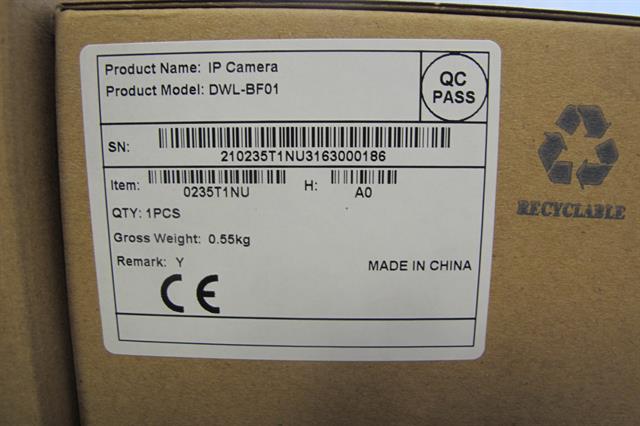 Product Name: IP Camera
Product Model: DWL-BF01
QC
PASS
SN:
210235T1NU3163000186
Item:
0235T1NU
H:
A0
QTY: 1PCS
Gross Weight: 0.55kg
Remark: Y
MADE IN CHINA
CE
RECYCLABLE